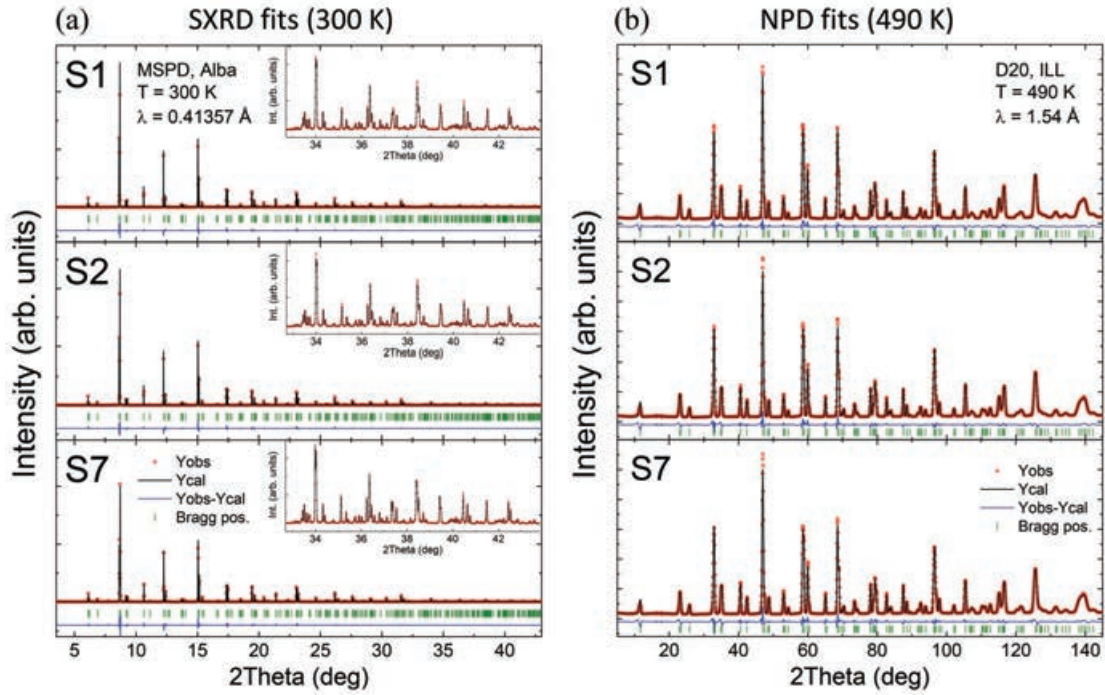 (a) SXRD fits (300 K)
S1
MSPD, Alba
T = 300 K
λ = 0.41357 Å
Int. (arb. units)
34 36 38 40 42
2Theta (deg)
S2
Int. (arb. units)
34 36 38 40 42
2Theta (deg)
S7
Yobs
Ycal
Yobs-Ycal
Bragg pos.
Int. (arb. units)
34 36 38 40 42
2Theta (deg)
Intensity (arb. units)
5 10 15 20 25 30 35 40
2Theta (deg)
(b) NPD fits (490 K)
S1
D20, ILL
T = 490 K
λ = 1.54 Å
S2
S7
Yobs
Ycal
Yobs-Ycal
Bragg pos.
Intensity (arb. units)
20 40 60 80 100 120 140
2Theta (deg)